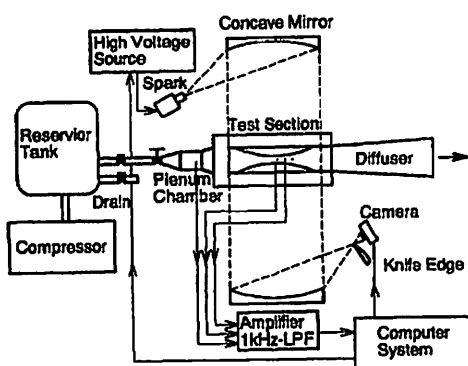 Concave Mirror
High Voltage
Source
Spark
Reservier
Tank
Test Section
Plenum
Chamber
Diffuser
Drain
Compressor
Camera
Knife Edge
Amplifier
1kHz-LPF
Computer
System